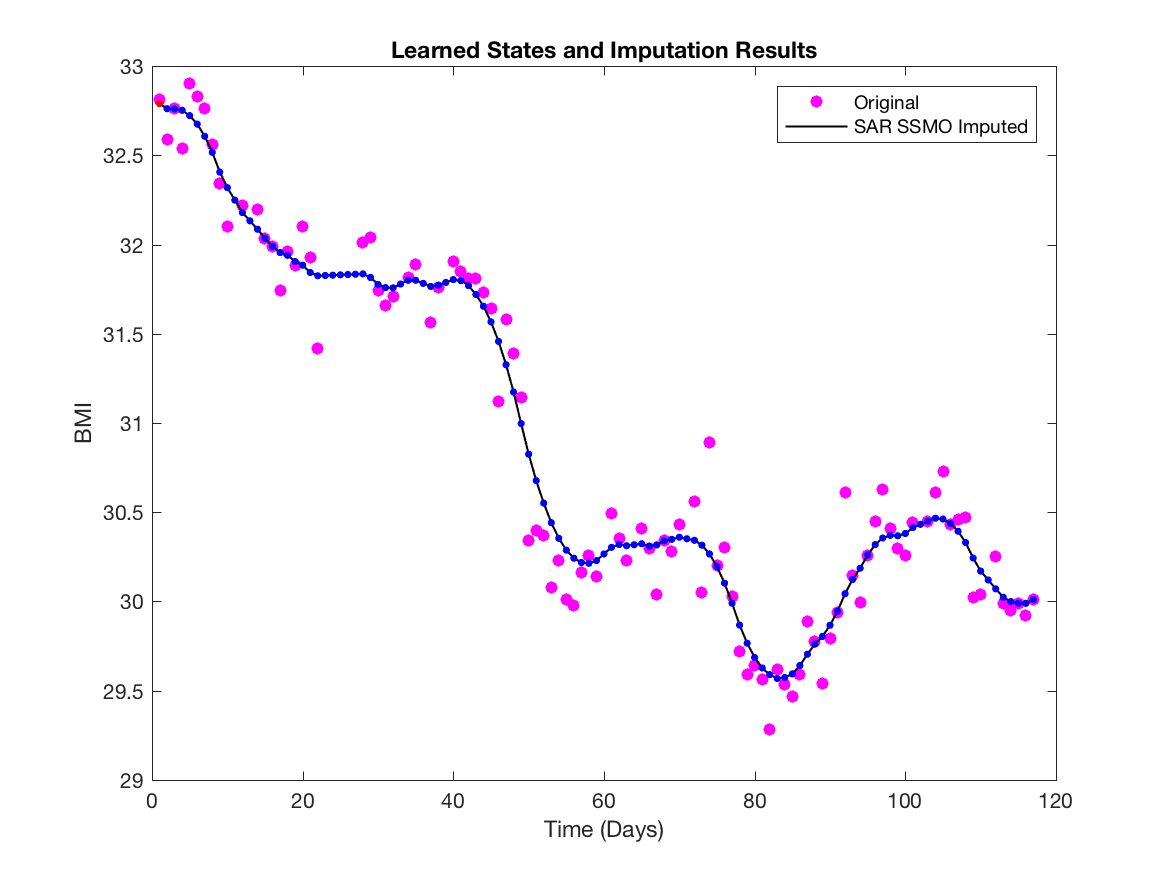 Learned States and Imputation Results
33
32.5
32
31.5
31
30.5
30
29.5
29
BMI
Original
SAR SSMO Imputed
0 20 40 60 80 100 120
Time (Days)